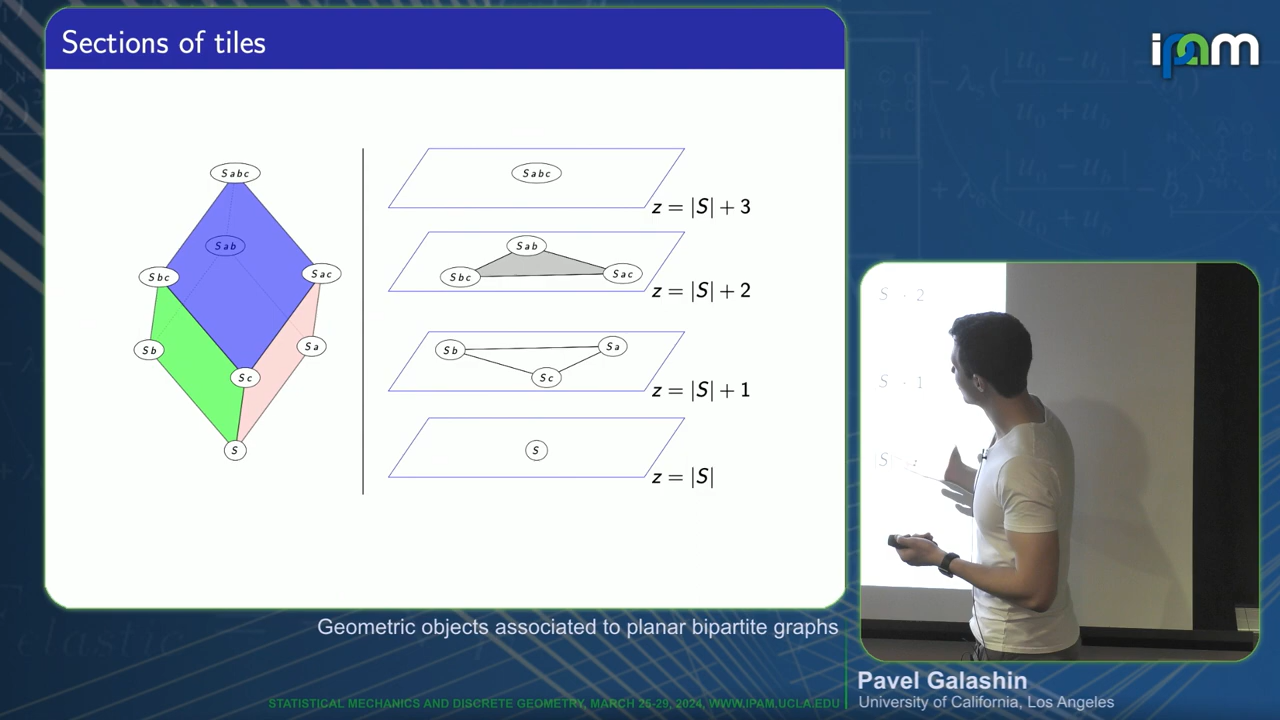 Sections of tiles
ipam
S abc
S ab
S bc
S ac
S b
S a
S c
S
S abc
z = |S| + 3
S ab
S bc
S ac
z = |S| + 2
S b
S a
S c
z = |S| + 1
S
z = |S|
Geometric objects associated to planar bipartite graphs
Pavel Galashin
University of California, Los Angeles
STATISTICAL MECHANICS AND DISCRETE GEOMETRY, MARCH 25-29, 2024, WWW.IPAM.UCLA.EDU